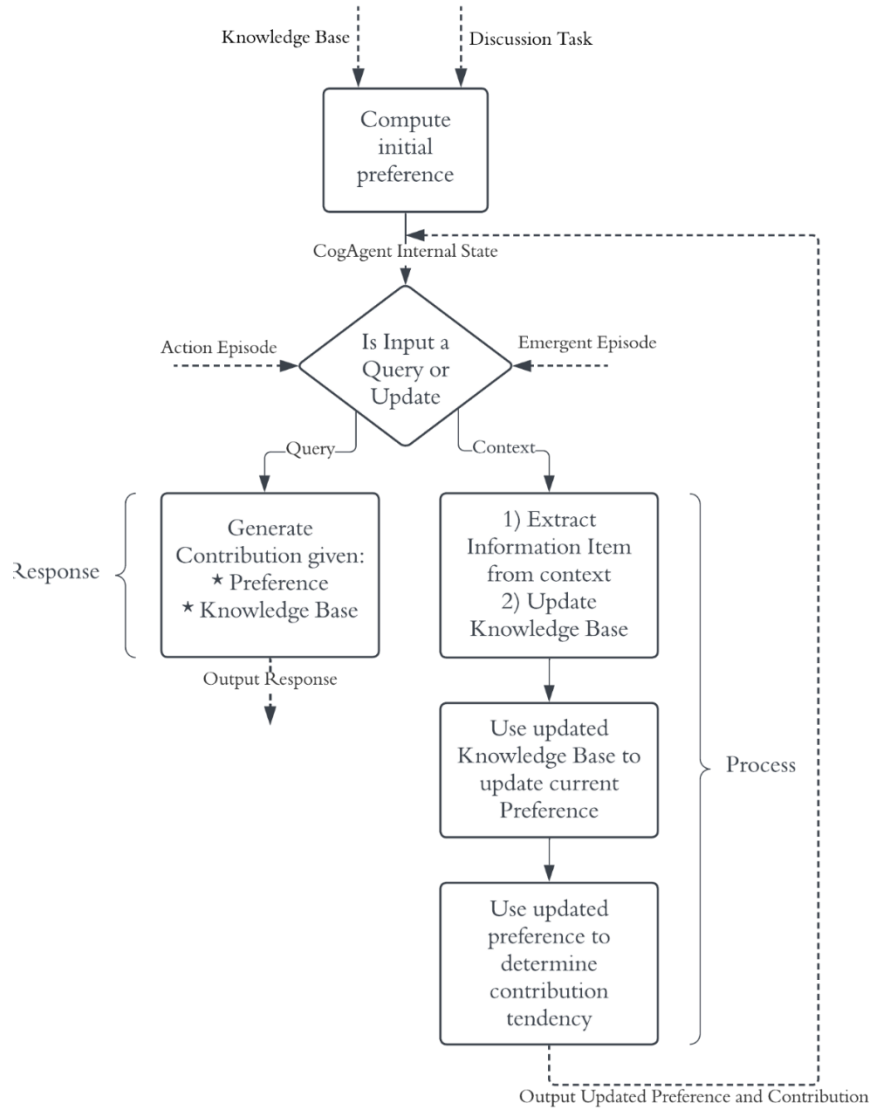 Knowledge Base
Discussion Task
Compute
initial
preference
CogAgent Internal State
Action Episode
Is Input a
Query or
Update
Emergent Episode
Query
Context
Response
Generate
Contribution given:
★ Preference
★ Knowledge Base
Output Response
1) Extract
Information Item
from context
2) Update
Knowledge Base
Use updated
Knowledge Base to
update current
Preference
Process
Use updated
preference to
determine
contribution
tendency
Output Updated Preference and Contribution